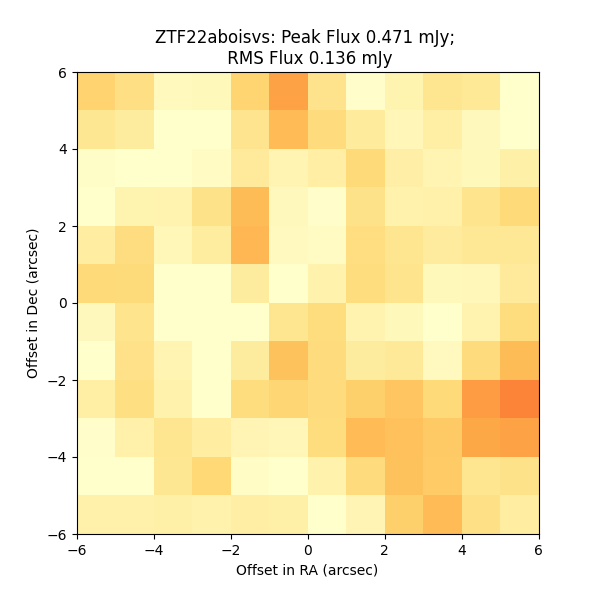 ZTF22aboisvs: Peak Flux 0.471 mJy;
RMS Flux 0.136 mJy
6
4
2
0
−2
−4
−6
Offset in Dec (arcsec)
−6 −4 −2 0 2 4 6
Offset in RA (arcsec)